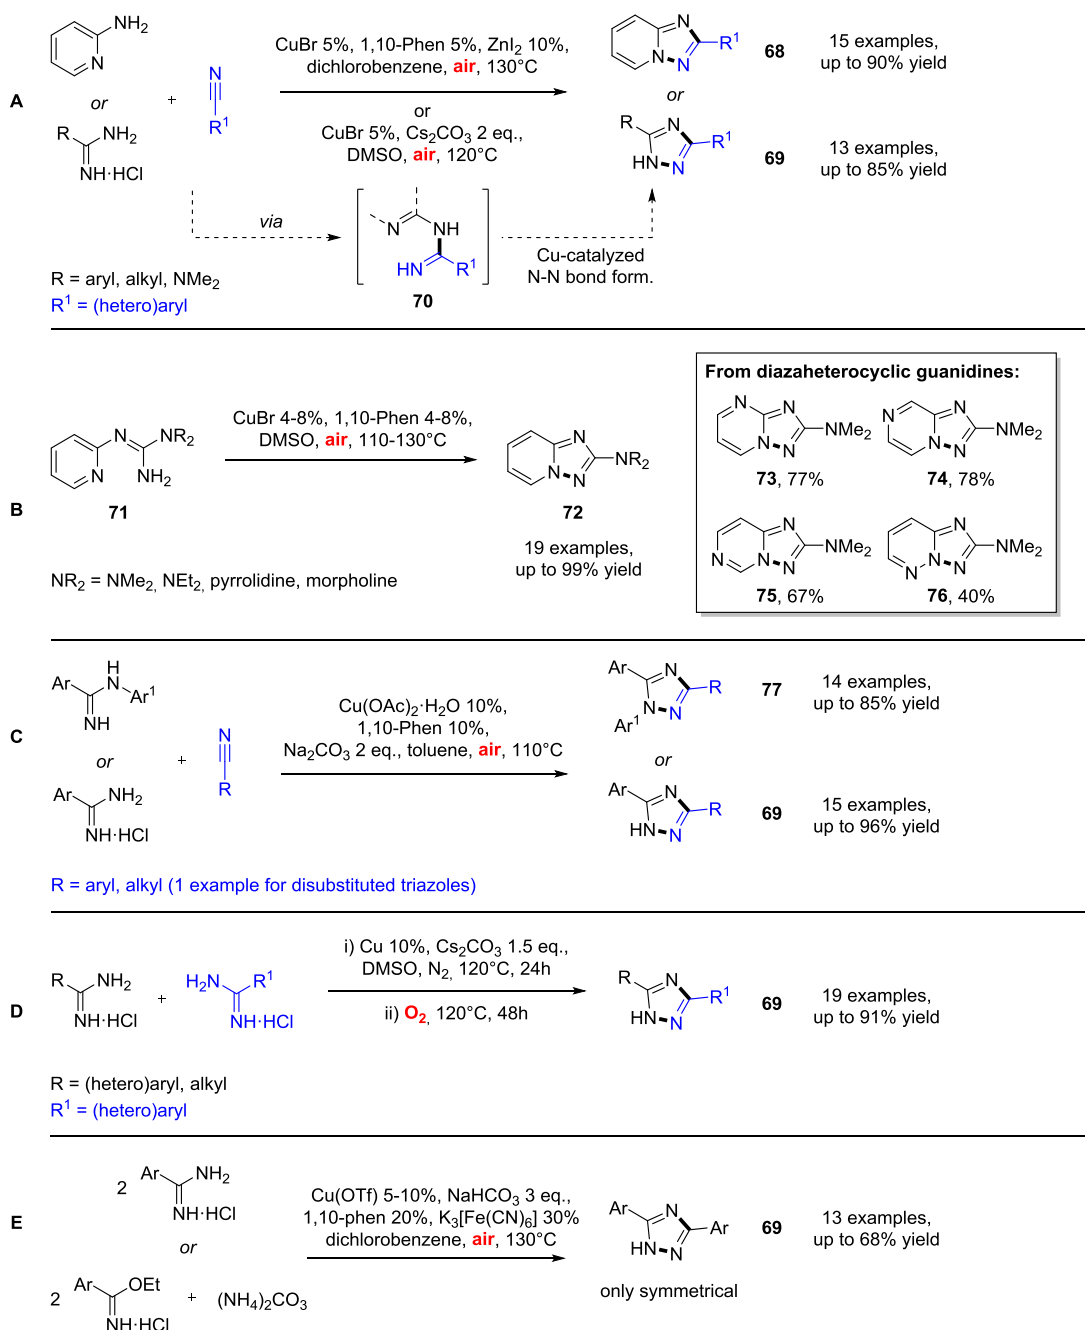 A
NH₂
N
or
R
NH₂
NH·HCl
+
N
R¹
CuBr 5%, 1,10-Phen 5%, ZnI₂ 10%,
dichlorobenzene, air, 130°C
or
CuBr 5%, Cs₂CO₃ 2 eq.,
DMSO, air, 120°C
N
N
N
R¹
68
15 examples,
up to 90% yield
or
R
N
R¹
HN
N
69
13 examples,
up to 85% yield
via
N
NH
HN
R¹
70
Cu-catalyzed
N-N bond form.
R = aryl, alkyl, NMe₂
R¹ = (hetero)aryl
B
N
NR₂
N
NH₂
71
CuBr 4-8%, 1,10-Phen 4-8%,
DMSO, air, 110-130°C
N
N
N
NR₂
72
19 examples,
up to 99% yield
NR₂ = NMe₂, NEt₂, pyrrolidine, morpholine
From diazaheterocyclic guanidines:
N
N
N
N
NMe₂
73, 77%
N
N
N
N
NMe₂
74, 78%
N
N
N
N
NMe₂
75, 67%
N
N
N
N
NMe₂
76, 40%
C
H
N
Ar
Ar¹
NH
or
Ar
NH₂
NH·HCl
+
N
R
Cu(OAc)₂·H₂O 10%,
1,10-Phen 10%,
Na₂CO₃ 2 eq., toluene, air, 110°C
Ar
N
R
N
N
Ar¹
77
14 examples,
up to 85% yield
or
Ar
N
R
HN
N
69
15 examples,
up to 96% yield
R = aryl, alkyl (1 example for disubstituted triazoles)
D
R
NH₂
NH·HCl
+
H₂N
R¹
NH·HCl
i) Cu 10%, Cs₂CO₃ 1.5 eq.,
DMSO, N₂, 120°C, 24h
ii) O₂, 120°C, 48h
R
N
R¹
HN
N
69
19 examples,
up to 91% yield
R = (hetero)aryl, alkyl
R¹ = (hetero)aryl
E
2
Ar
NH₂
NH·HCl
or
2
Ar
OEt
NH·HCl
+
(NH₄)₂CO₃
Cu(OTf) 5-10%, NaHCO₃ 3 eq.,
1,10-phen 20%, K₃[Fe(CN)₆] 30%
dichlorobenzene, air, 130°C
Ar
N
Ar
HN
N
69
13 examples,
up to 68% yield
only symmetrical